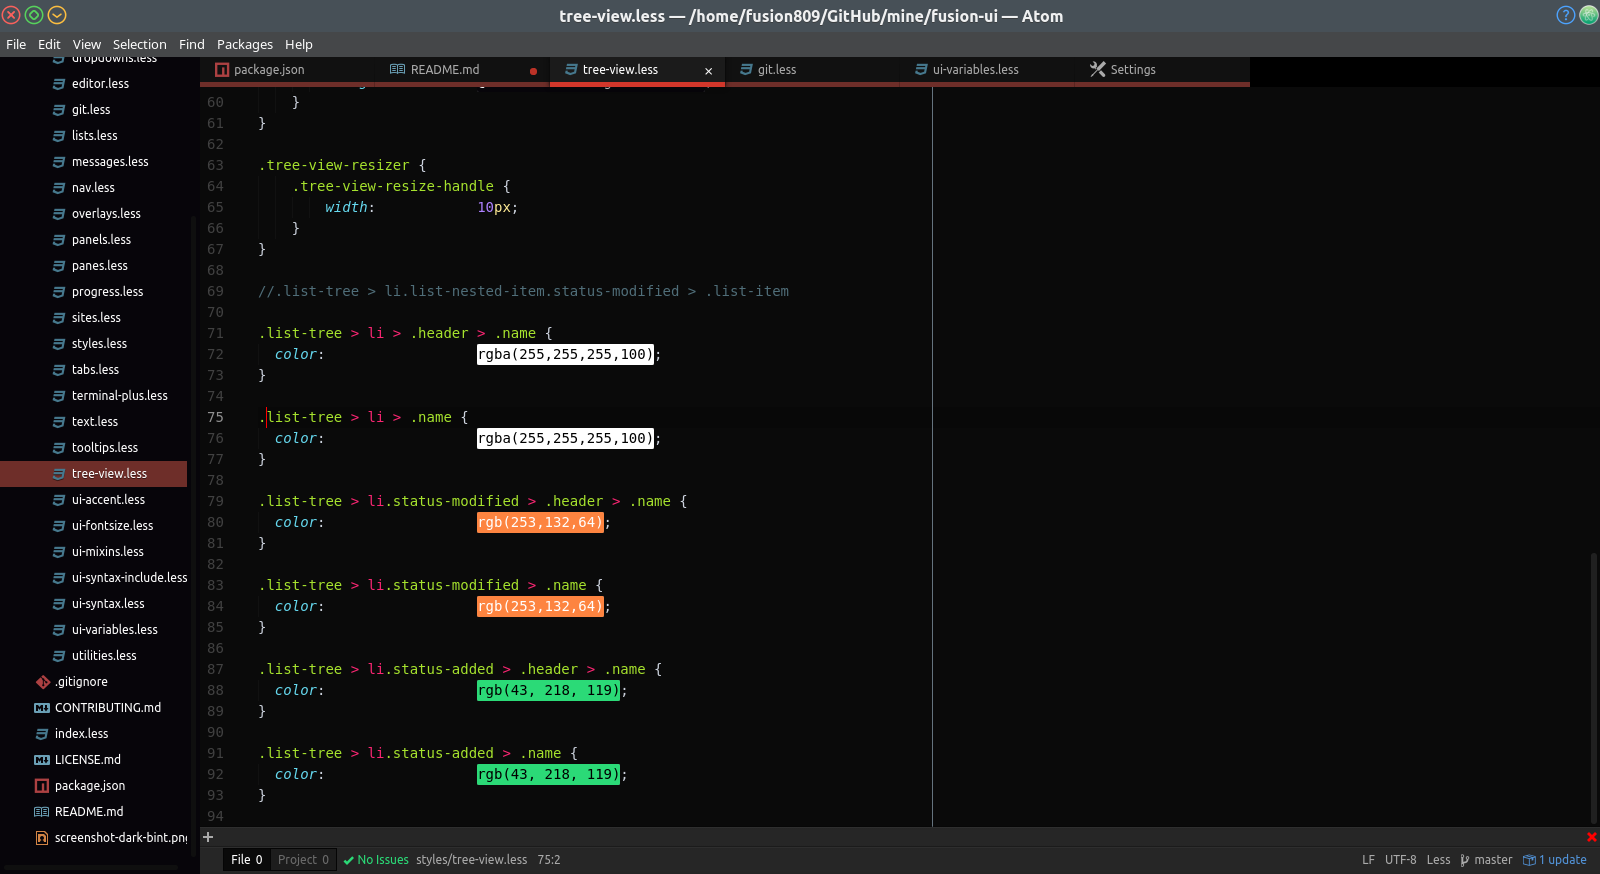 tree-view.less — /home/fusion809/GitHub/mine/fusion-ui — Atom
File Edit View Selection Find Packages Help
dropdowns.less
editor.less
git.less
lists.less
messages.less
nav.less
overlays.less
panels.less
panes.less
progress.less
sites.less
styles.less
tabs.less
terminal-plus.less
text.less
tooltips.less
tree-view.less
ui-accent.less
ui-fontsize.less
ui-mixins.less
ui-syntax-include.less
ui-syntax.less
ui-variables.less
utilities.less
.gitignore
CONTRIBUTING.md
index.less
LICENSE.md
package.json
README.md
screenshot-dark-bint.png
package.json README.md tree-view.less git.less ui-variables.less Settings
60 }
61 }
62
63 .tree-view-resizer {
64 .tree-view-resize-handle {
65 width: 10px;
66 }
67 }
68
69 //.list-tree > li.list-nested-item.status-modified > .list-item
70
71 .list-tree > li > .header > .name {
72 color: rgba(255,255,255,100);
73 }
74
75 .list-tree > li > .name {
76 color: rgba(255,255,255,100);
77 }
78
79 .list-tree > li.status-modified > .header > .name {
80 color: rgb(253,132,64);
81 }
82
83 .list-tree > li.status-modified > .name {
84 color: rgb(253,132,64);
85 }
86
87 .list-tree > li.status-added > .header > .name {
88 color: rgb(43, 218, 119);
89 }
90
91 .list-tree > li.status-added > .name {
92 color: rgb(43, 218, 119);
93 }
94
File 0 Project 0 No Issues styles/tree-view.less 75:2 LF UTF-8 Less master 1 update